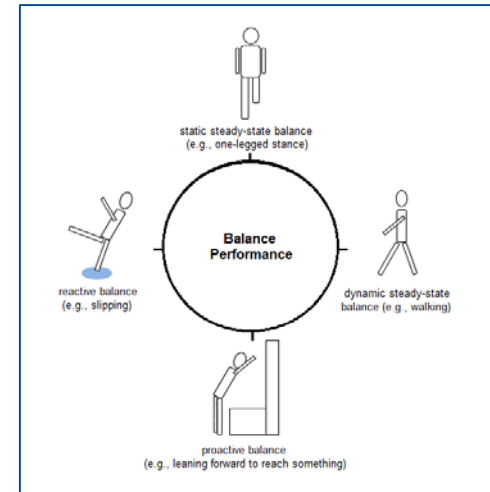 static steady-state balance
(e.g., one-legged stance)
Balance
Performance
reactive balance
(e.g., slipping)
dynamic steady-state
balance (e.g., walking)
proactive balance
(e.g., leaning forward to reach something)